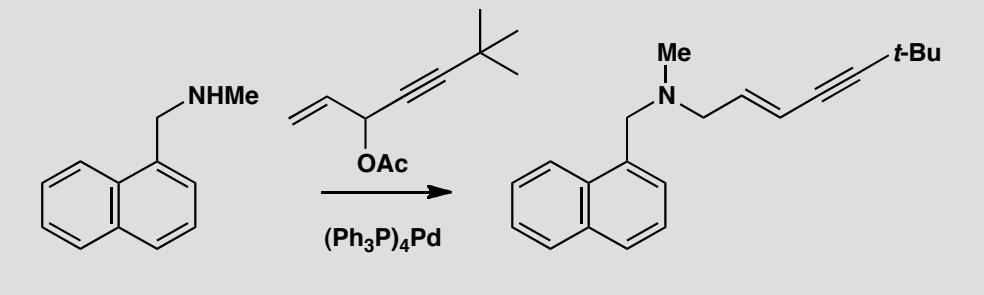 NHMe
OAc
(Ph3P)4Pd
Me
N
t-Bu